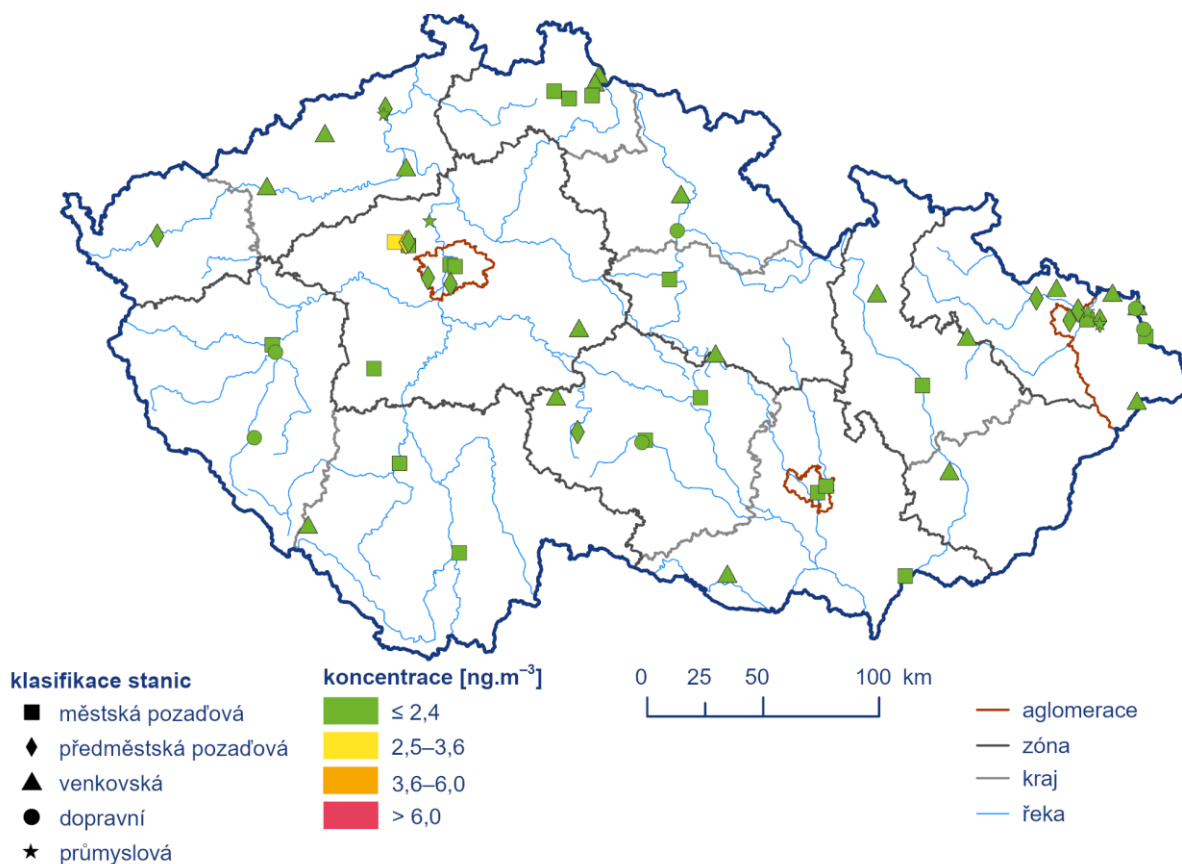 klasifikace stanic
městská pozaďová
předměstská pozaďová
venkovská
dopravní
průmyslová
koncentrace [ng.m⁻³]
≤ 2,4
2,5–3,6
3,6–6,0
> 6,0
0 25 50 100 km
aglomerace
zóna
kraj
řeka